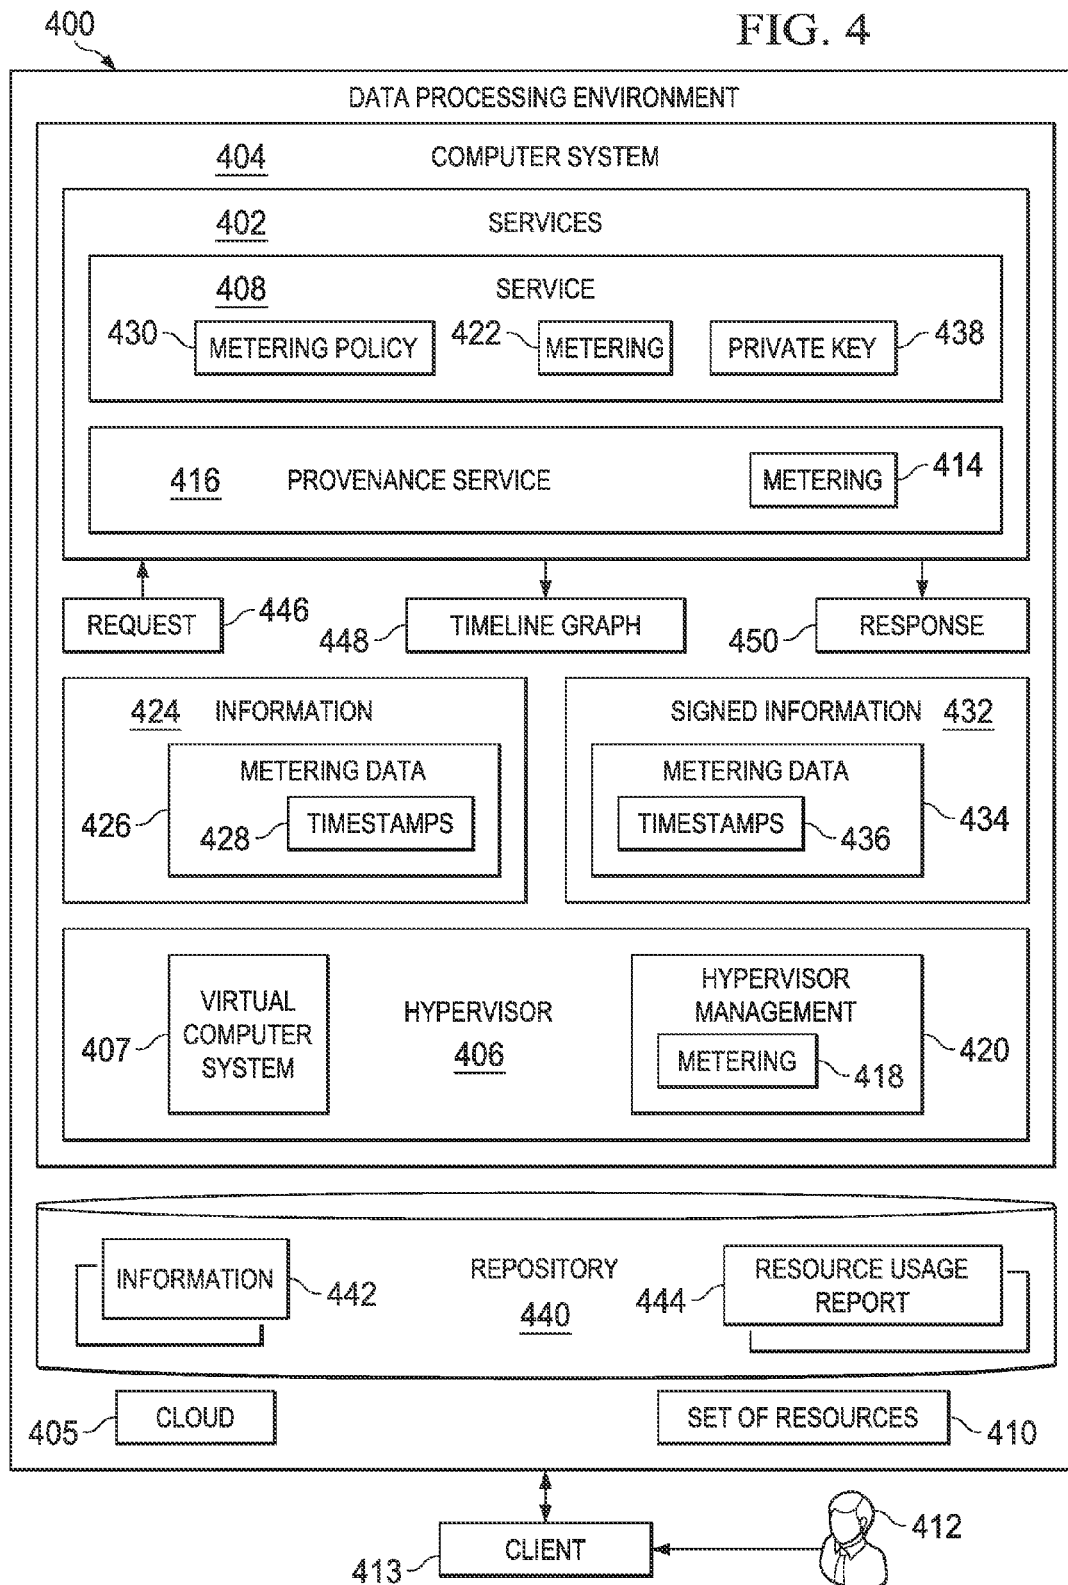 400
FIG. 4
DATA PROCESSING ENVIRONMENT
404 COMPUTER SYSTEM
402 SERVICES
408 SERVICE
430 METERING POLICY 422 METERING PRIVATE KEY 438
416 PROVENANCE SERVICE METERING 414
REQUEST 446 448 TIMELINE GRAPH 450 RESPONSE
424 INFORMATION
METERING DATA
426 428 TIMESTAMPS
SIGNED INFORMATION 432
METERING DATA
TIMESTAMPS 436 434
407 VIRTUAL
COMPUTER
SYSTEM
HYPERVISOR
406
HYPERVISOR
MANAGEMENT
METERING 418 420
INFORMATION 442
REPOSITORY
440
444 RESOURCE USAGE
REPORT
405 CLOUD
SET OF RESOURCES 410
413 CLIENT
412